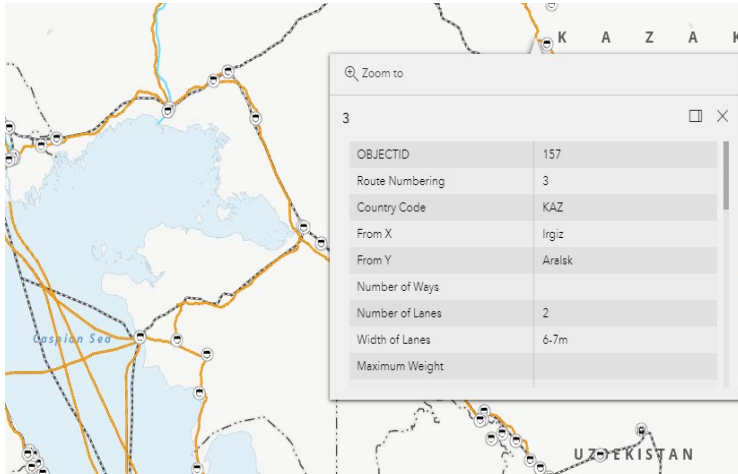 K A Z A K
Zoom to
3
OBJECTID 157
Route Numbering 3
Country Code KAZ
From X Irgiz
From Y Aralsk
Number of Ways
Number of Lanes 2
Width of Lanes 6-7m
Maximum Weight
Caspian Sea
UZBEKISTAN